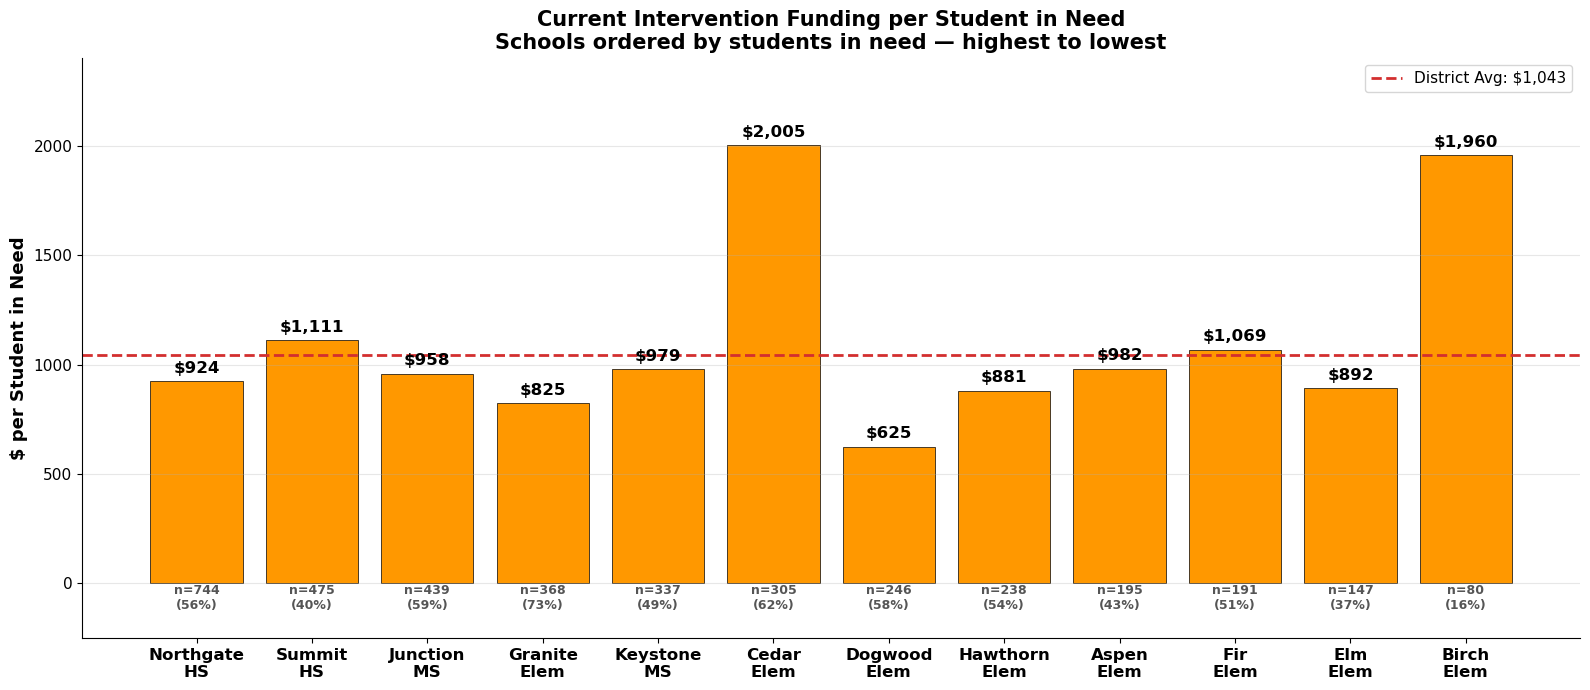 Current Intervention Funding per Student in Need
Schools ordered by students in need — highest to lowest
District Avg: $1,043
$ per Student in Need
2000
1500
1000
500
0
$924
$1,111
$958
$825
$979
$2,005
$625
$881
$982
$1,069
$892
$1,960
n=744
(56%)
n=475
(40%)
n=439
(59%)
n=368
(73%)
n=337
(49%)
n=305
(62%)
n=246
(58%)
n=238
(54%)
n=195
(43%)
n=191
(51%)
n=147
(37%)
n=80
(16%)
Northgate
HS
Summit
HS
Junction
MS
Granite
Elem
Keystone
MS
Cedar
Elem
Dogwood
Elem
Hawthorn
Elem
Aspen
Elem
Fir
Elem
Elm
Elem
Birch
Elem